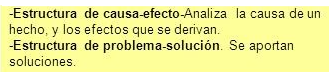 -Estructura de causa-efecto-Analiza la causa de un
hecho, y los efectos que se derivan.
-Estructura de problema-solución. Se aportan
soluciones.